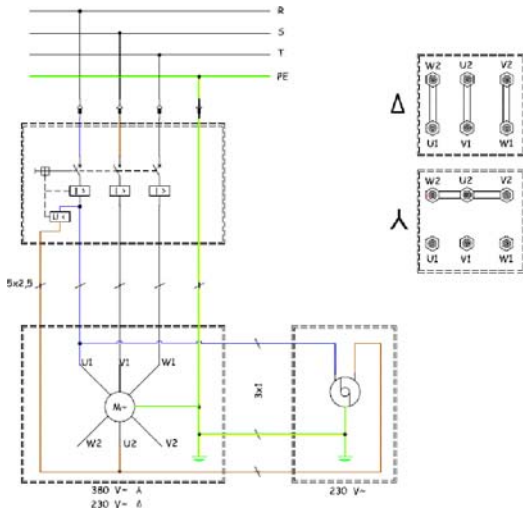 R
S
T
PE
W2 U2 V2
Δ
U1 V1 W1
W2 U2 V2
U1 V1 W1
I > I > I >
U <
5x2,5
U1 V1 W1
M~
3x1
W2 U2 V2
380 V~ ⅄
230 V~ Δ
230 V~